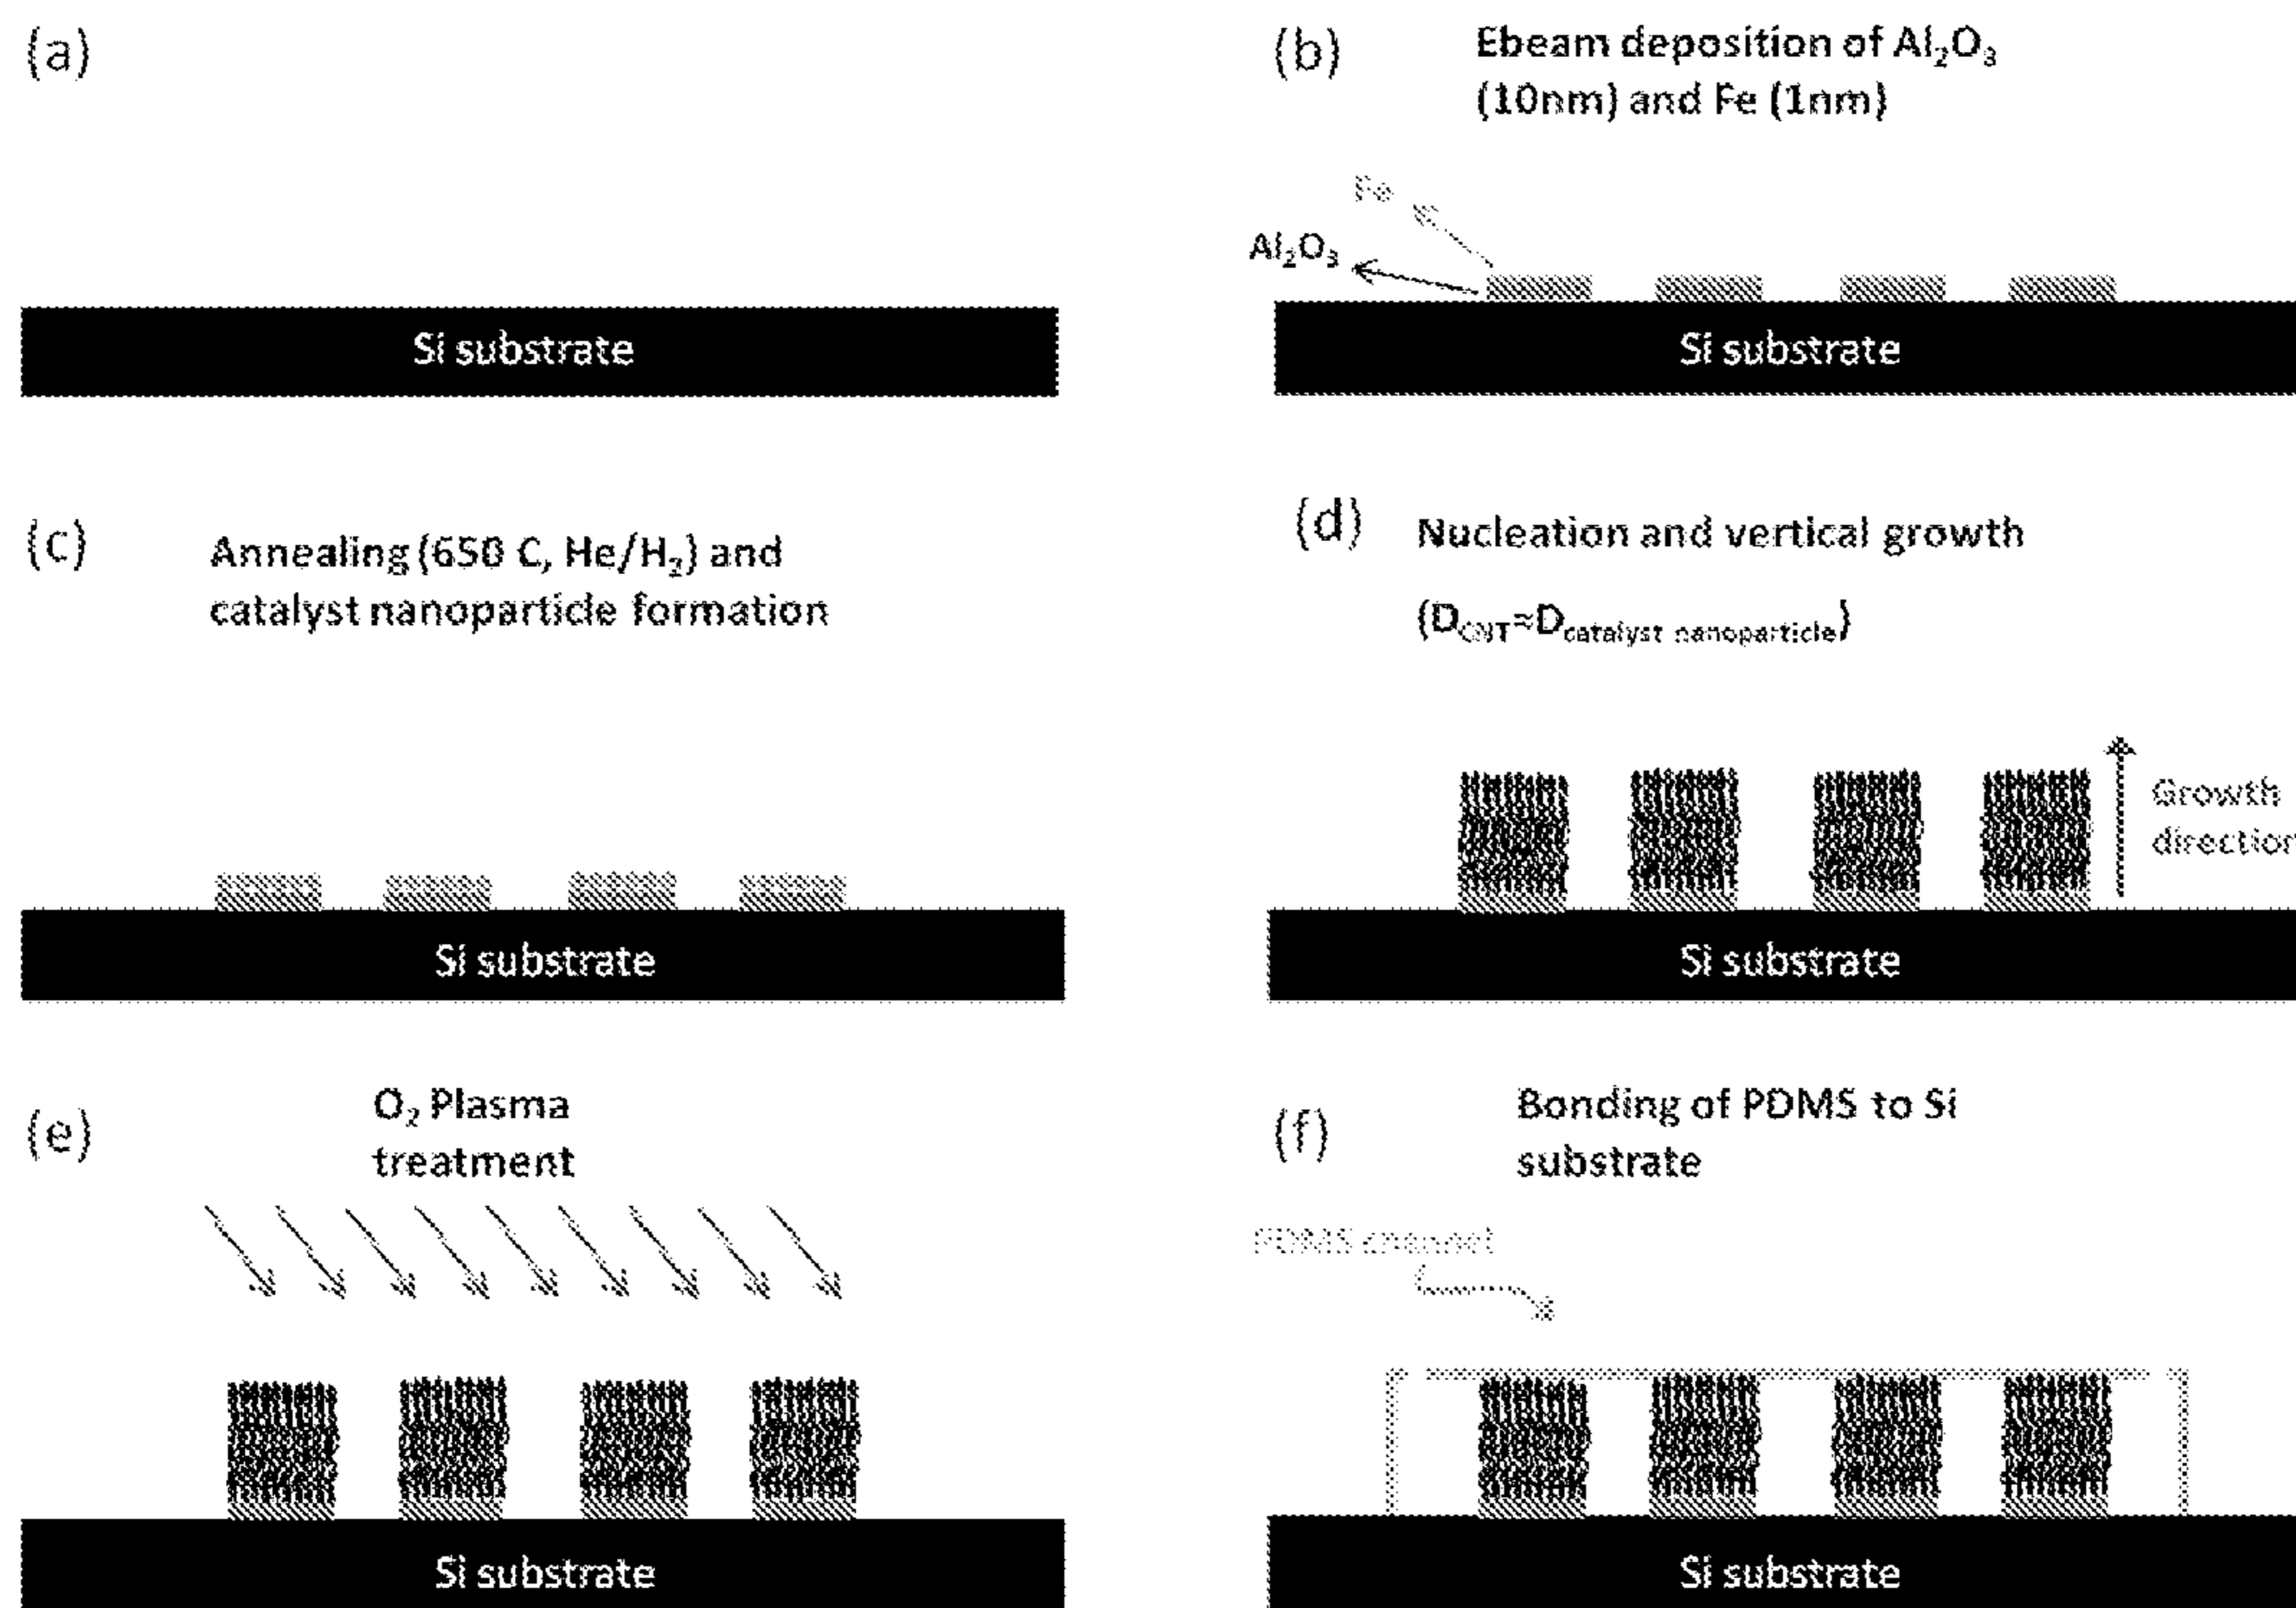 (a)
Si substrate
(b)
Ebeam deposition of Al₂O₃
(10nm) and Fe (1nm)
Fe
Al₂O₃
Si substrate
(c)
Annealing (650 C, He/H₂) and
catalyst nanoparticle formation
Si substrate
(d)
Nucleation and vertical growth
(D_CNT≈D_catalyst nanoparticle)
Growth
direction
Si substrate
(e)
O₂ Plasma
treatment
Si substrate
(f)
Bonding of PDMS to Si
substrate
PDMS channel
Si substrate